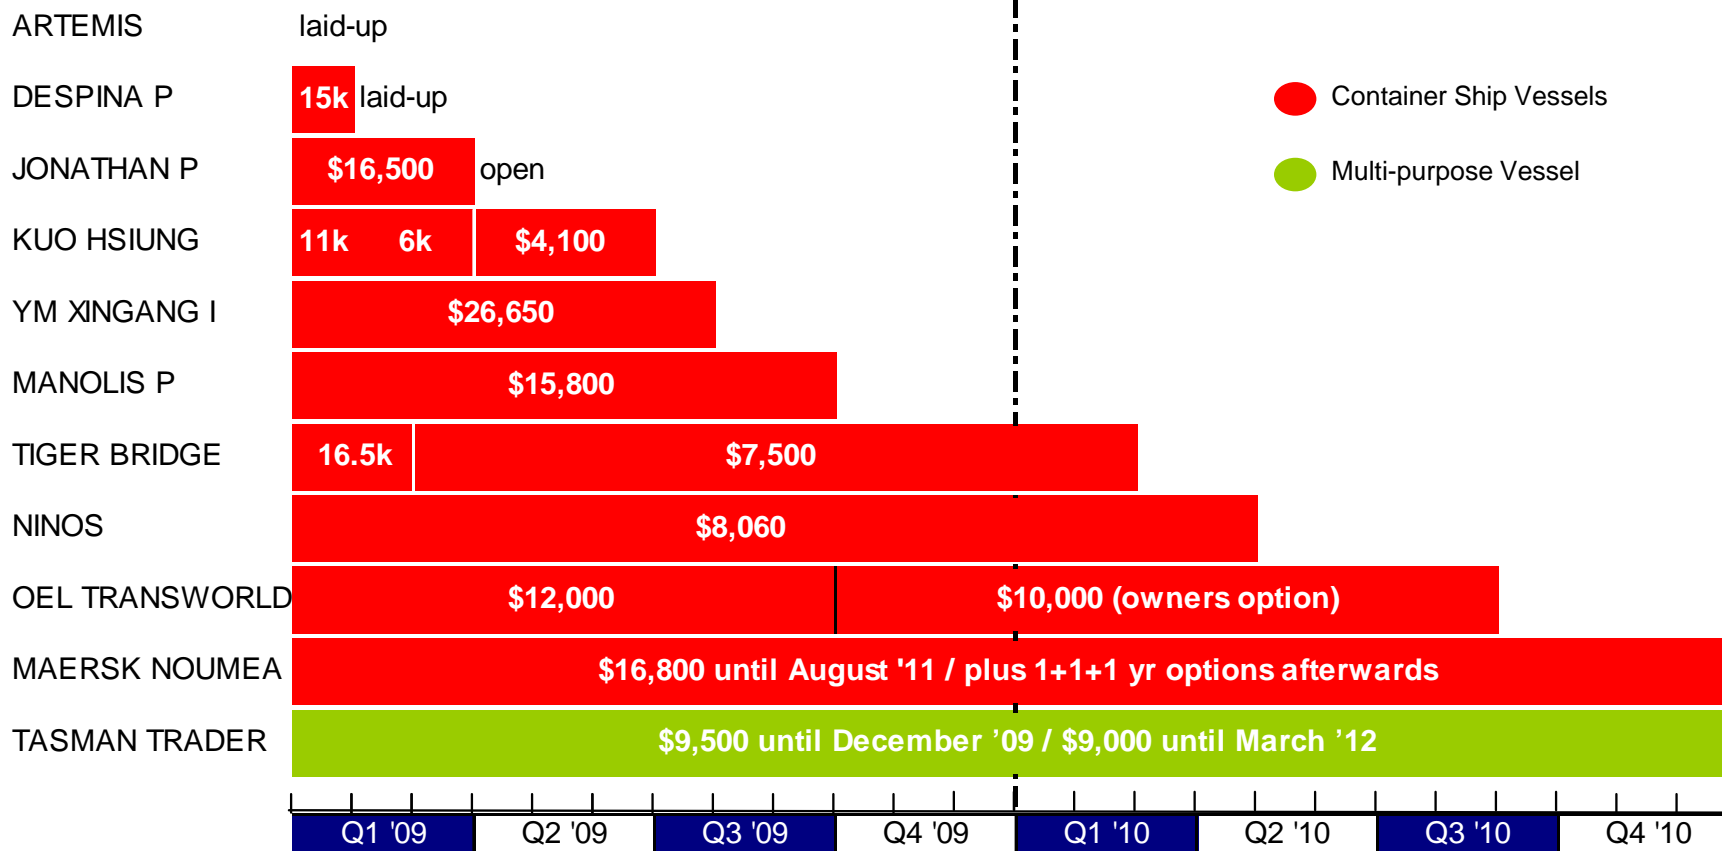 ARTEMIS laid-up
DESPINA P 15k laid-up
Container Ship Vessels
JONATHAN P $16,500 open
Multi-purpose Vessel
KUO HSIUNG 11k 6k $4,100
YM XINGANG I $26,650
MANOLIS P $15,800
TIGER BRIDGE 16.5k $7,500
NINOS $8,060
OEL TRANSWORLD $12,000 $10,000 (owners option)
MAERSK NOUMEA $16,800 until August '11 / plus 1+1+1 yr options afterwards
TASMAN TRADER $9,500 until December ’09 / $9,000 until March ’12
Q1 '09 Q2 '09 Q3 '09 Q4 '09 Q1 '10 Q2 '10 Q3 '10 Q4 '10